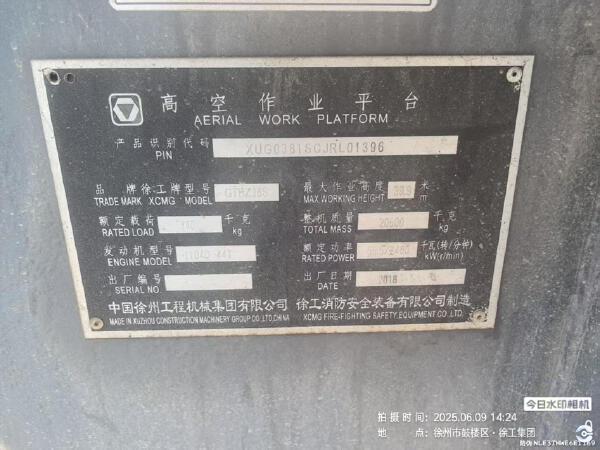 高空作业平台
AERIAL WORK PLATFORM
产品识别代码 XUG0381SCJRL01396
PIN
品牌 徐工牌 型号 GTBZ38S 最大作业高度 39.9 米
TRADE MARK XCMG MODEL MAX WORKING HEIGHT m
额定载荷 千克 整机质量 20600 千克
RATED LOAD kg TOTAL MASS kg
发动机型号 额定功率 千瓦(转/分钟)
ENGINE MODEL RATED POWER kW(r/min)
出厂编号 出厂日期 2018
SERIAL NO. DATE
中国徐州工程机械集团有限公司 徐工消防安全装备有限公司制造
MADE IN XUZHOU CONSTRUCTION MACHINERY GROUP CO.,LTD,CHINA XCMG FIRE-FIGHTING SAFETY EQUIPMENT CO.,LTD.
今日水印相机
拍摄时间: 2025.06.09 14:24
地点: 徐州市鼓楼区·徐工集团
防伪 NLE3THWE6E1169